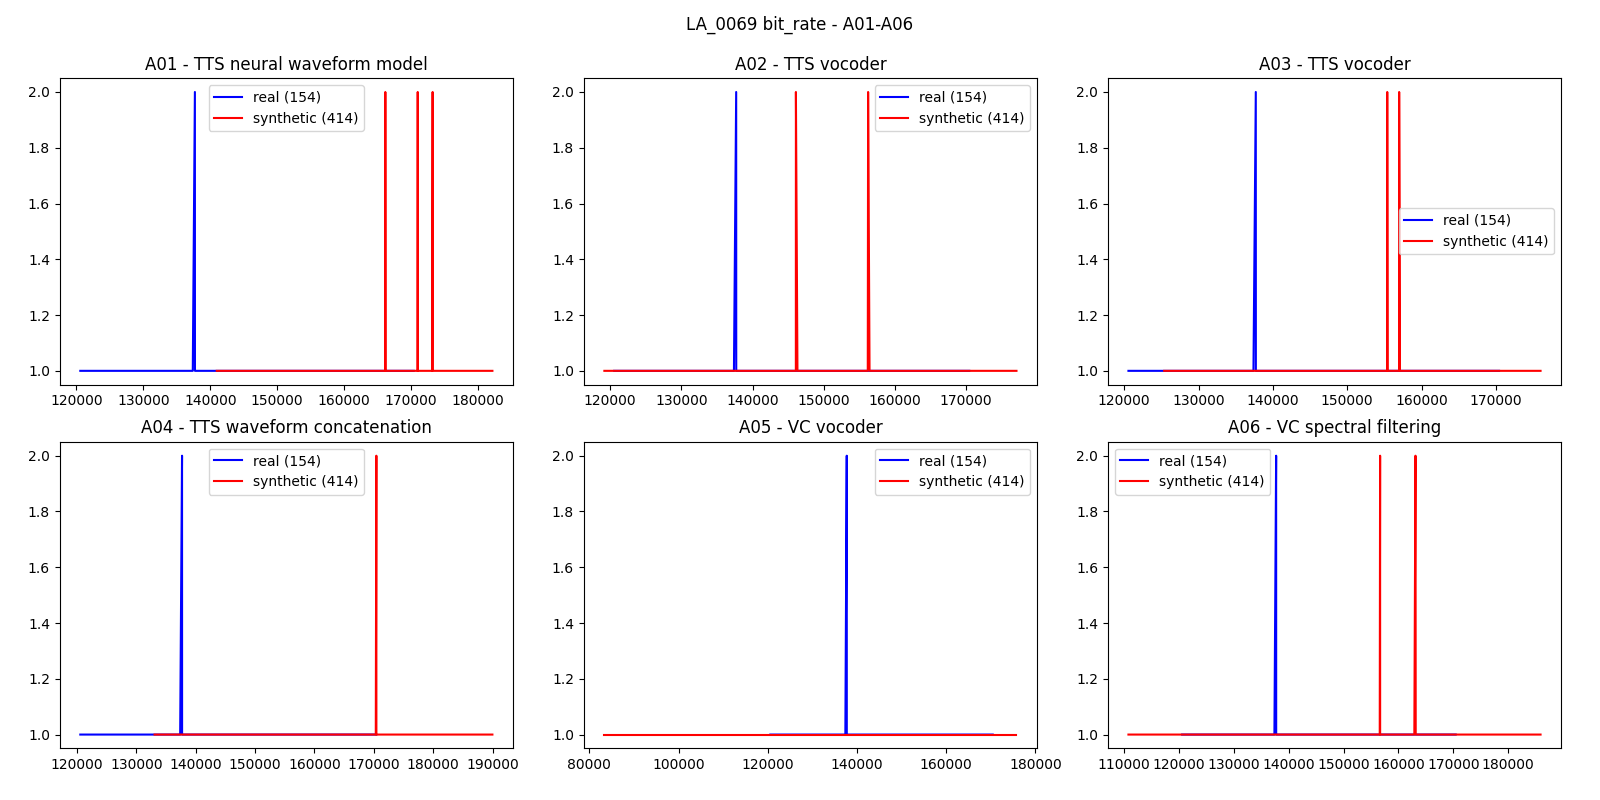 LA_0069 bit_rate - A01-A06
A01 - TTS neural waveform model
2.0
1.8
1.6
1.4
1.2
1.0
real (154)
synthetic (414)
120000 130000 140000 150000 160000 170000 180000
A02 - TTS vocoder
2.0
1.8
1.6
1.4
1.2
1.0
real (154)
synthetic (414)
120000 130000 140000 150000 160000 170000
A03 - TTS vocoder
2.0
1.8
1.6
1.4
1.2
1.0
real (154)
synthetic (414)
120000 130000 140000 150000 160000 170000
A04 - TTS waveform concatenation
2.0
1.8
1.6
1.4
1.2
1.0
real (154)
synthetic (414)
120000 130000 140000 150000 160000 170000 180000 190000
A05 - VC vocoder
2.0
1.8
1.6
1.4
1.2
1.0
real (154)
synthetic (414)
80000 100000 120000 140000 160000 180000
A06 - VC spectral filtering
2.0
1.8
1.6
1.4
1.2
1.0
real (154)
synthetic (414)
110000 120000 130000 140000 150000 160000 170000 180000